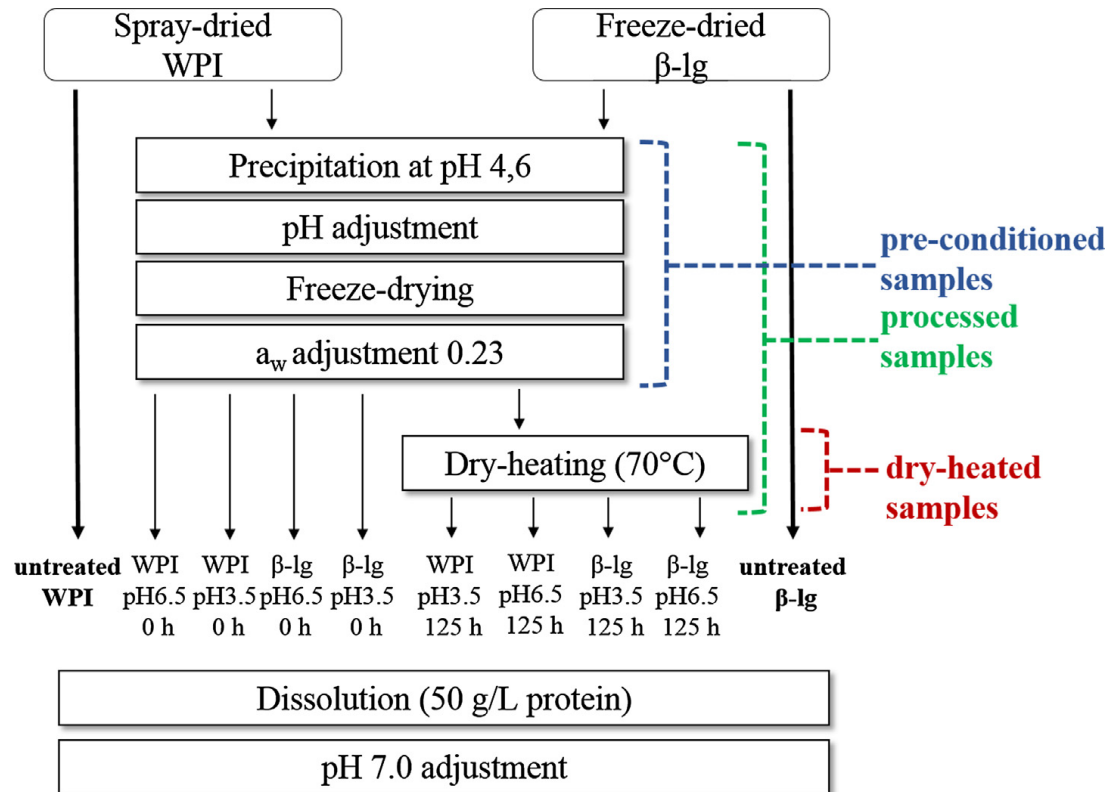 Spray-dried
WPI
Freeze-dried
β-lg
Precipitation at pH 4,6
pH adjustment
Freeze-drying
aw adjustment 0.23
pre-conditioned
samples
processed
samples
Dry-heating (70°C)
dry-heated
samples
untreated
WPI
WPI
pH6.5
0 h
WPI
pH3.5
0 h
β-lg
pH6.5
0 h
β-lg
pH3.5
0 h
WPI
pH3.5
125 h
WPI
pH6.5
125 h
β-lg
pH3.5
125 h
β-lg
pH6.5
125 h
untreated
β-lg
Dissolution (50 g/L protein)
pH 7.0 adjustment